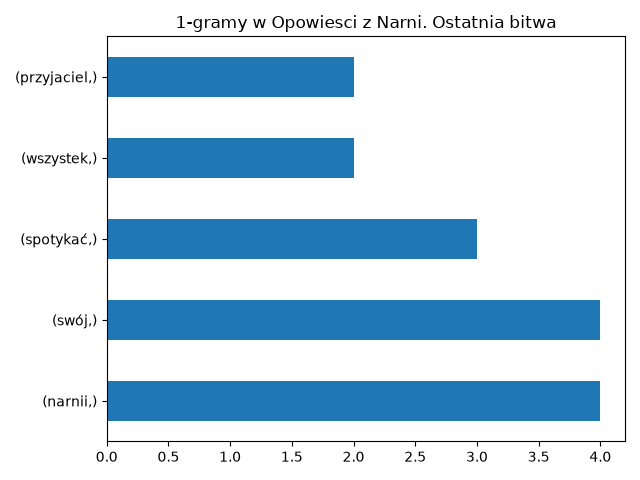 1-gramy w Opowiesci z Narni. Ostatnia bitwa
(przyjaciel,)
(wszystek,)
(spotykać,)
(swój,)
(narnii,)
0.0 0.5 1.0 1.5 2.0 2.5 3.0 3.5 4.0